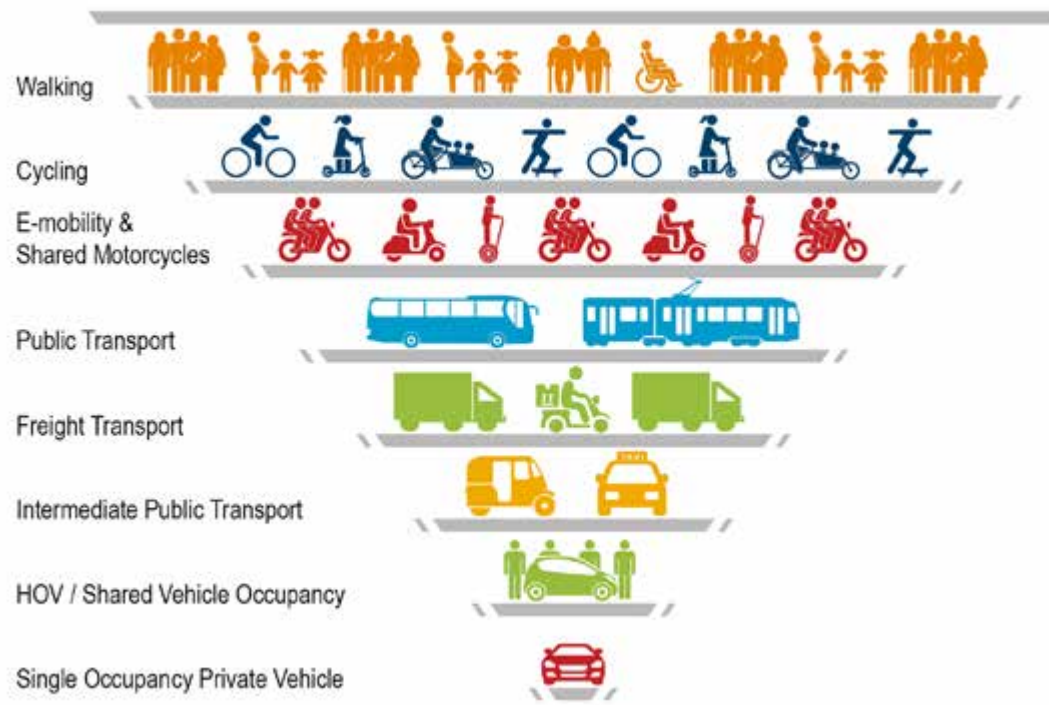 Walking
Cycling
E-mobility &
Shared Motorcycles
Public Transport
Freight Transport
TAXI
Intermediate Public Transport
HOV / Shared Vehicle Occupancy
Single Occupancy Private Vehicle